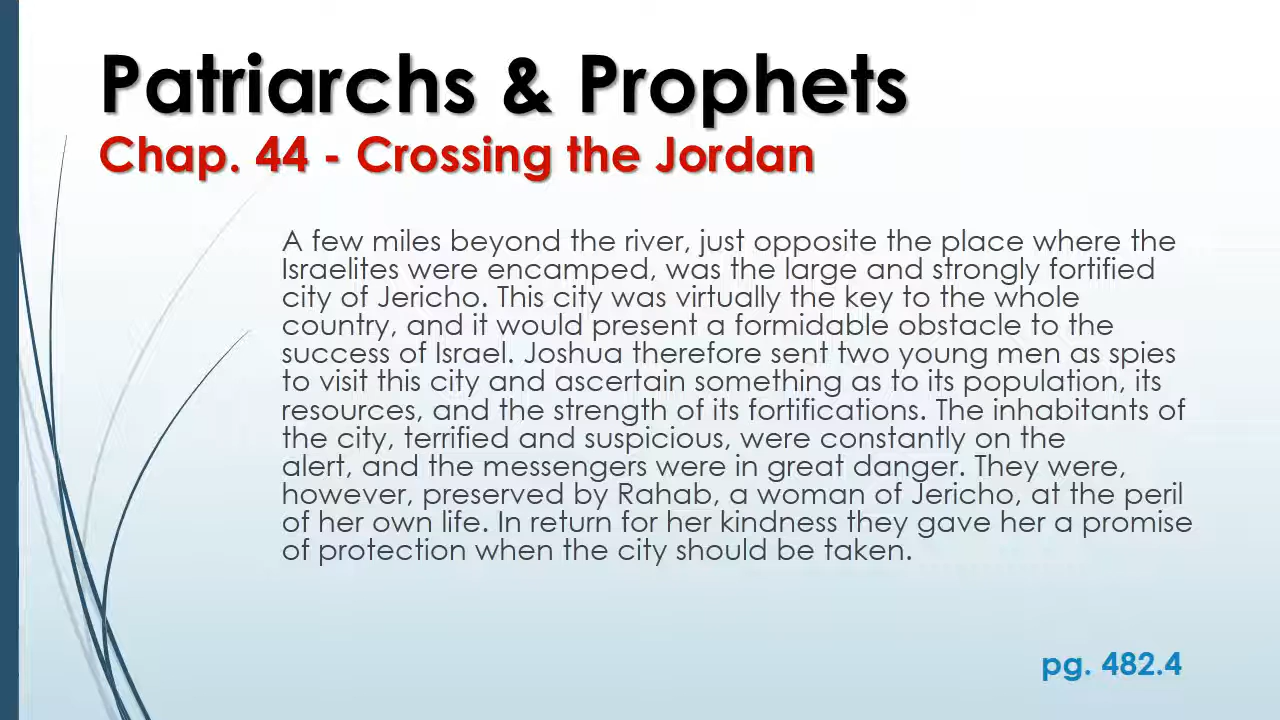 Patriarchs & Prophets
Chap. 44 - Crossing the Jordan
A few miles beyond the river, just opposite the place where the
Israelites were encamped, was the large and strongly fortified
city of Jericho. This city was virtually the key to the whole
country, and it would present a formidable obstacle to the
success of Israel. Joshua therefore sent two young men as spies
to visit this city and ascertain something as to its population, its
resources, and the strength of its fortifications. The inhabitants of
the city, terrified and suspicious, were constantly on the
alert, and the messengers were in great danger. They were,
however, preserved by Rahab, a woman of Jericho, at the peril
of her own life. In return for her kindness they gave her a promise
of protection when the city should be taken.
pg. 482.4